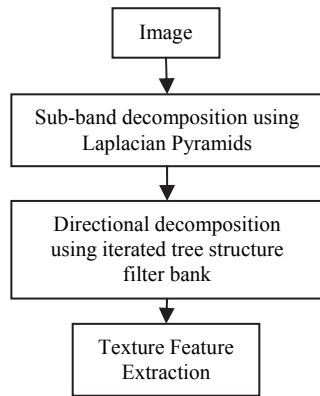 Image
Sub-band decomposition using
Laplacian Pyramids
Directional decomposition
using iterated tree structure
filter bank
Texture Feature
Extraction